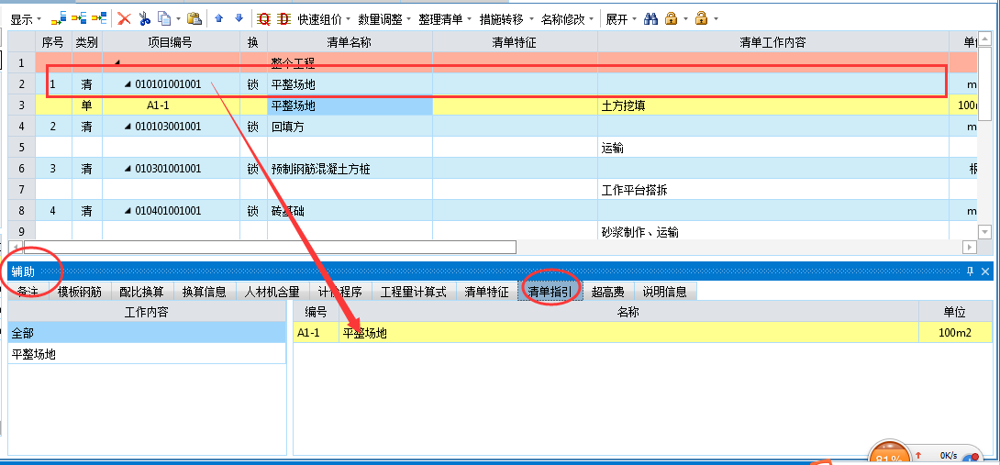 显示 快速组价 数量调整 整理清单 措施转移 名称修改 展开
序号 类别 项目编号 换 清单名称 清单特征 清单工作内容
1 整个工程
2 1 清 010101001001 锁 平整场地 m
3 单 A1-1 平整场地 土方挖填 100m
4 2 清 010103001001 锁 回填方 m
5 运输
6 3 清 010301001001 锁 预制钢筋混凝土方桩 根
7 工作平台搭拆
8 4 清 010401001001 锁 砖基础 m
9 砂浆制作、运输
辅助
备注 模板钢筋 配比换算 换算信息 人材机含量 计价程序 工程量计算式 清单特征 清单指引 超高费 说明信息
工作内容 编号 名称 单位
全部 A1-1 平整场地 100m2
平整场地
81% 0K/s